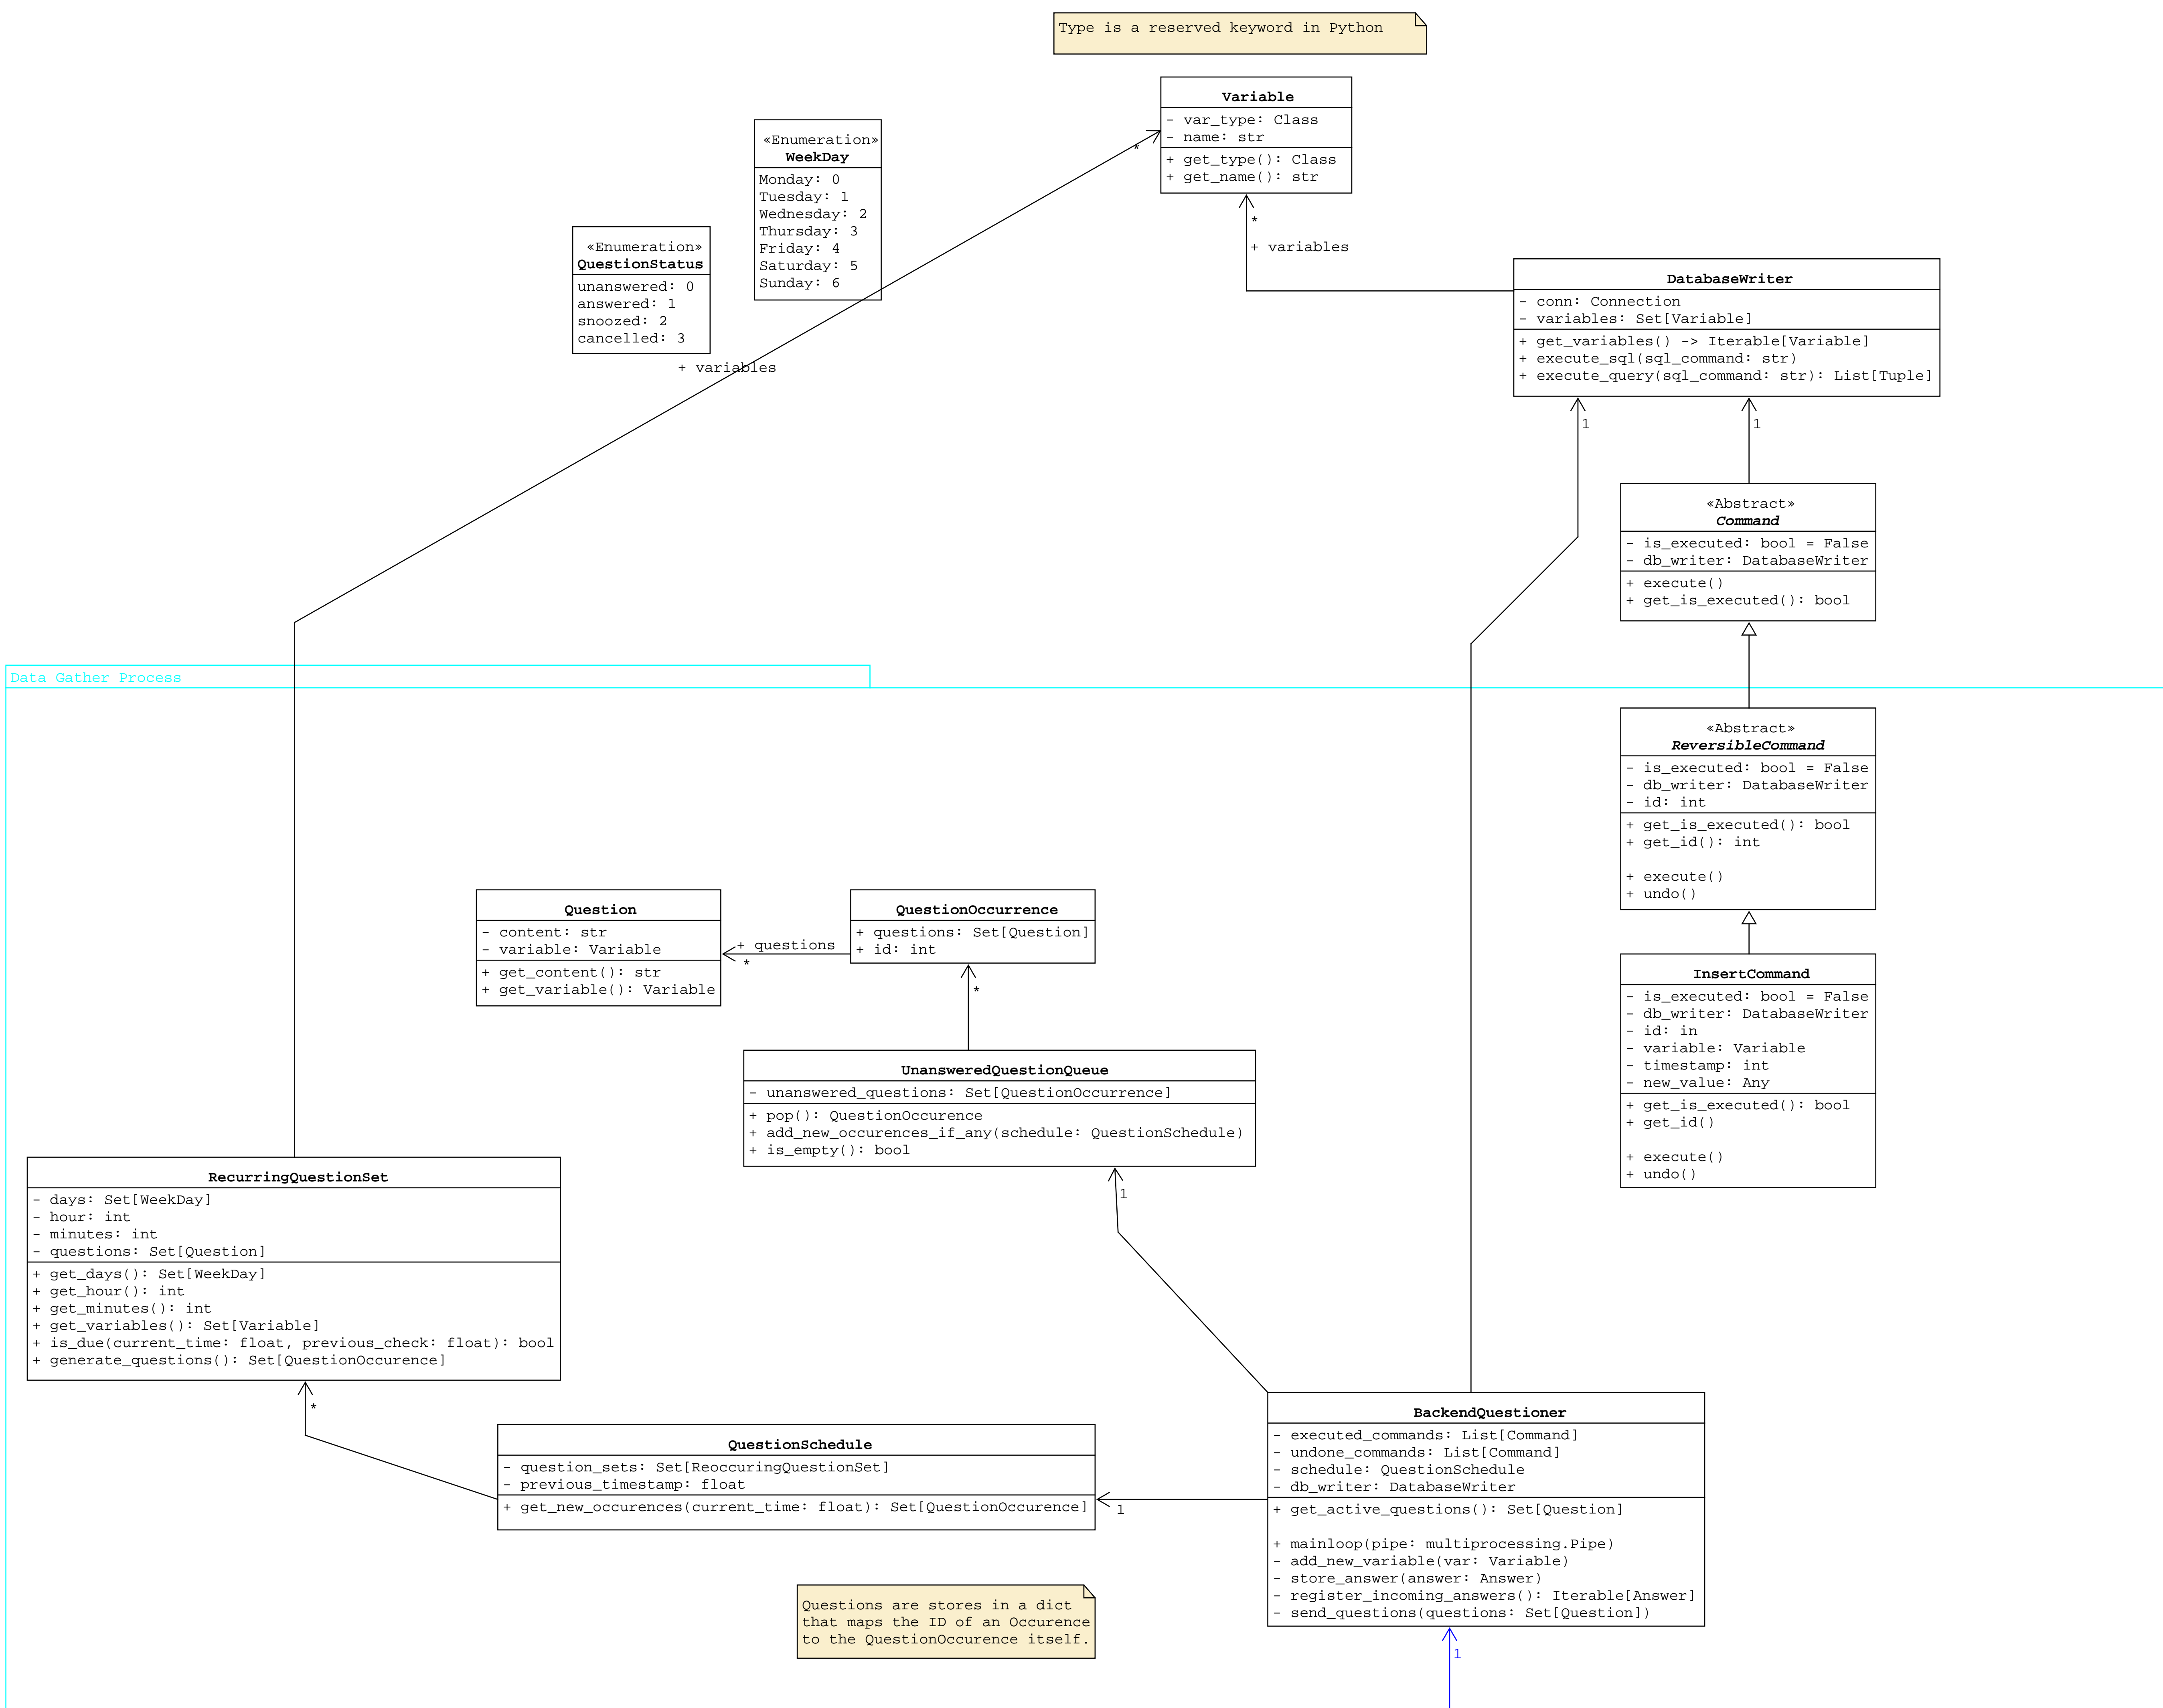 Type is a reserved keyword in Python
Variable
- var_type: Class
- name: str
+ get_type(): Class
+ get_name(): str
*
*
+ variables
«Enumeration»
WeekDay
Monday: 0
Tuesday: 1
Wednesday: 2
Thursday: 3
Friday: 4
Saturday: 5
Sunday: 6
«Enumeration»
QuestionStatus
unanswered: 0
answered: 1
snoozed: 2
cancelled: 3
+ variables
DatabaseWriter
- conn: Connection
- variables: Set[Variable]
+ get_variables() -> Iterable[Variable]
+ execute_sql(sql_command: str)
+ execute_query(sql_command: str): List[Tuple]
1
1
«Abstract»
Command
- is_executed: bool = False
- db_writer: DatabaseWriter
+ execute()
+ get_is_executed(): bool
Data Gather Process
«Abstract»
ReversibleCommand
- is_executed: bool = False
- db_writer: DatabaseWriter
- id: int
+ get_is_executed(): bool
+ get_id(): int
+ execute()
+ undo()
Question
- content: str
- variable: Variable
+ get_content(): str
+ get_variable(): Variable
+ questions
*
QuestionOccurrence
+ questions: Set[Question]
+ id: int
*
InsertCommand
- is_executed: bool = False
- db_writer: DatabaseWriter
- id: in
- variable: Variable
- timestamp: int
- new_value: Any
+ get_is_executed(): bool
+ get_id()
+ execute()
+ undo()
UnansweredQuestionQueue
- unanswered_questions: Set[QuestionOccurrence]
+ pop(): QuestionOccurence
+ add_new_occurences_if_any(schedule: QuestionSchedule)
+ is_empty(): bool
1
RecurringQuestionSet
- days: Set[WeekDay]
- hour: int
- minutes: int
- questions: Set[Question]
+ get_days(): Set[WeekDay]
+ get_hour(): int
+ get_minutes(): int
+ get_variables(): Set[Variable]
+ is_due(current_time: float, previous_check: float): bool
+ generate_questions(): Set[QuestionOccurence]
*
QuestionSchedule
- question_sets: Set[ReoccuringQuestionSet]
- previous_timestamp: float
+ get_new_occurences(current_time: float): Set[QuestionOccurence]
1
BackendQuestioner
- executed_commands: List[Command]
- undone_commands: List[Command]
- schedule: QuestionSchedule
- db_writer: DatabaseWriter
+ get_active_questions(): Set[Question]
+ mainloop(pipe: multiprocessing.Pipe)
- add_new_variable(var: Variable)
- store_answer(answer: Answer)
- register_incoming_answers(): Iterable[Answer]
- send_questions(questions: Set[Question])
1
Questions are stores in a dict
that maps the ID of an Occurence
to the QuestionOccurence itself.